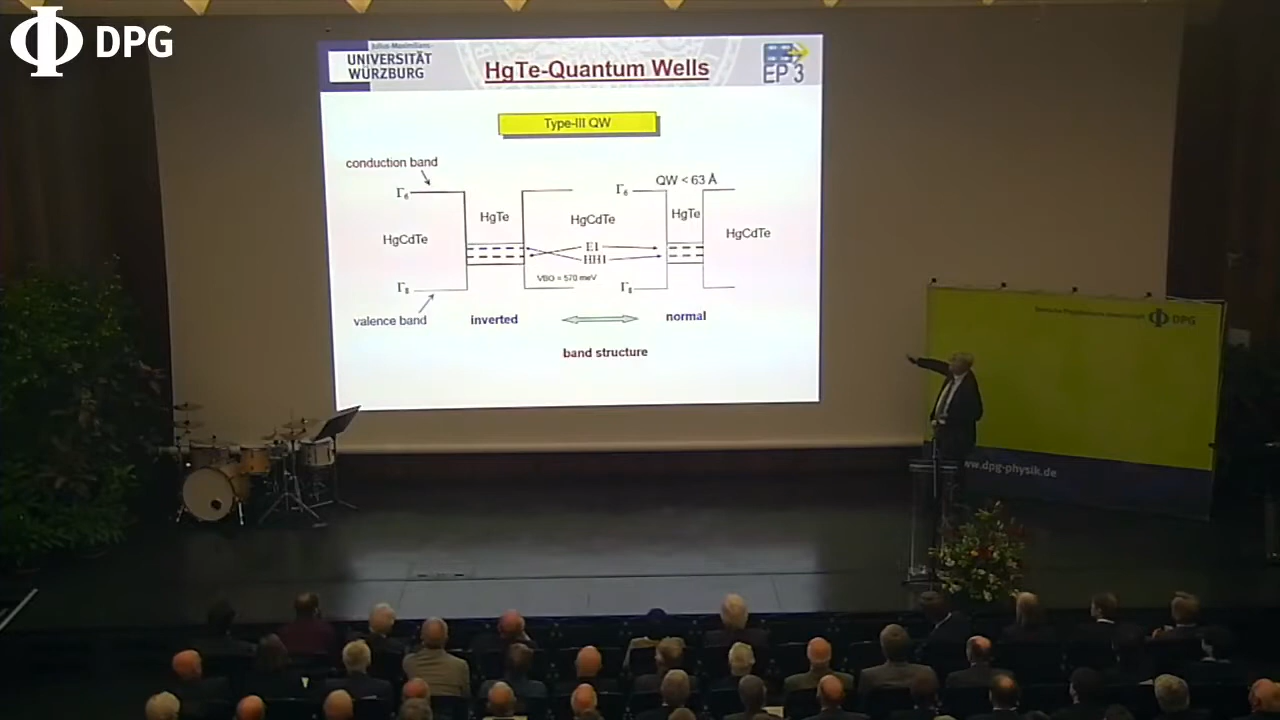 DPG
Julius-Maximilians-
UNIVERSITÄT
WÜRZBURG
HgTe-Quantum Wells
EP 3
Type-III QW
conduction band
QW < 63 Å
Γ6
Γ6
HgTe
HgCdTe
HgTe
HgCdTe
HgCdTe
E1
HH1
VBO = 570 meV
Γ8
Γ8
valence band
inverted
normal
band structure
DPG
www.dpg-physik.de